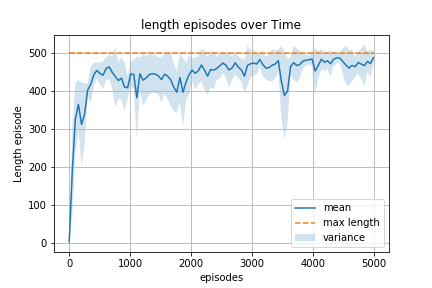 length episodes over Time
500
400
300
200
100
0
Length episode
mean
max length
variance
0
1000
2000
3000
4000
5000
episodes